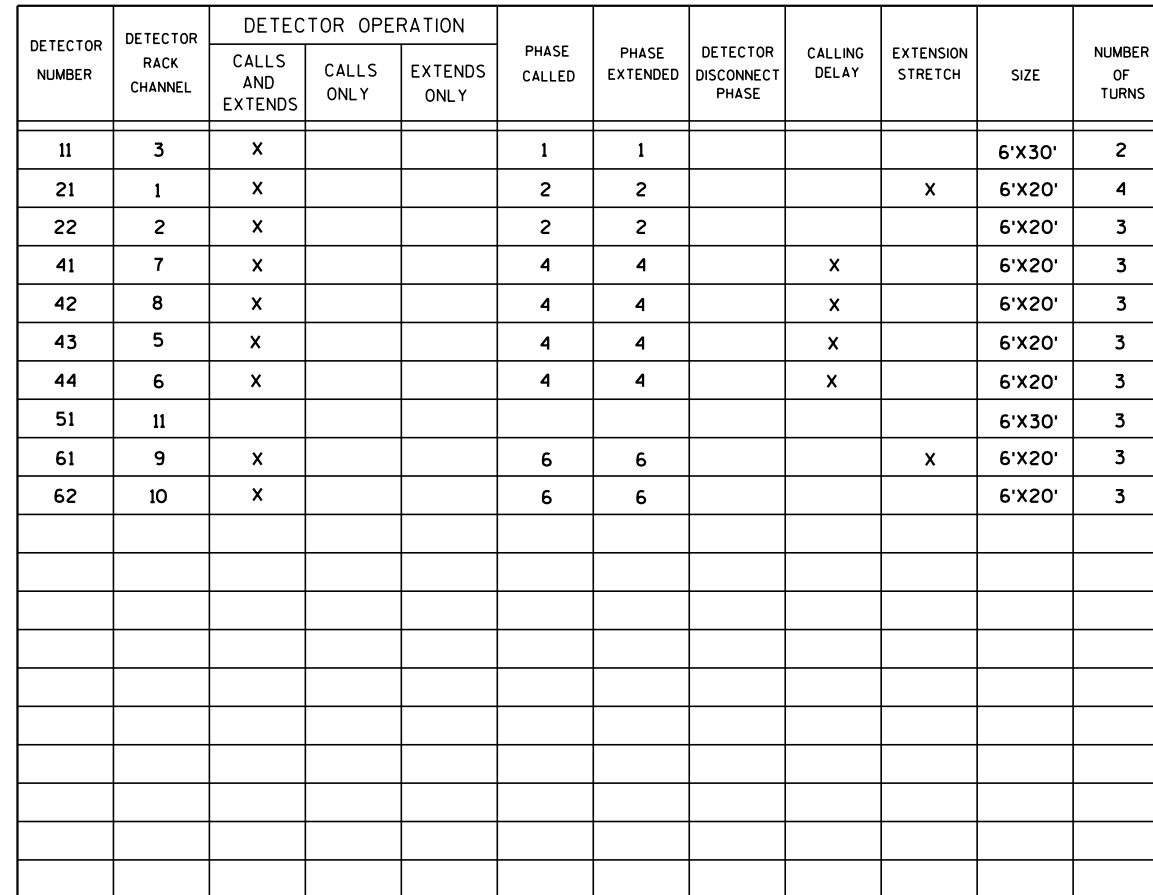 DETECTOR NUMBER
DETECTOR RACK CHANNEL
DETECTOR OPERATION
CALLS AND EXTENDS
CALLS ONLY
EXTENDS ONLY
PHASE CALLED
PHASE EXTENDED
DETECTOR DISCONNECT PHASE
CALLING DELAY
EXTENSION STRETCH
SIZE
NUMBER OF TURNS
11 3 X 1 1 6'X30' 2
21 1 X 2 2 X 6'X20' 4
22 2 X 2 2 6'X20' 3
41 7 X 4 4 X 6'X20' 3
42 8 X 4 4 X 6'X20' 3
43 5 X 4 4 X 6'X20' 3
44 6 X 4 4 X 6'X20' 3
51 11 6'X30' 3
61 9 X 6 6 X 6'X20' 3
62 10 X 6 6 6'X20' 3